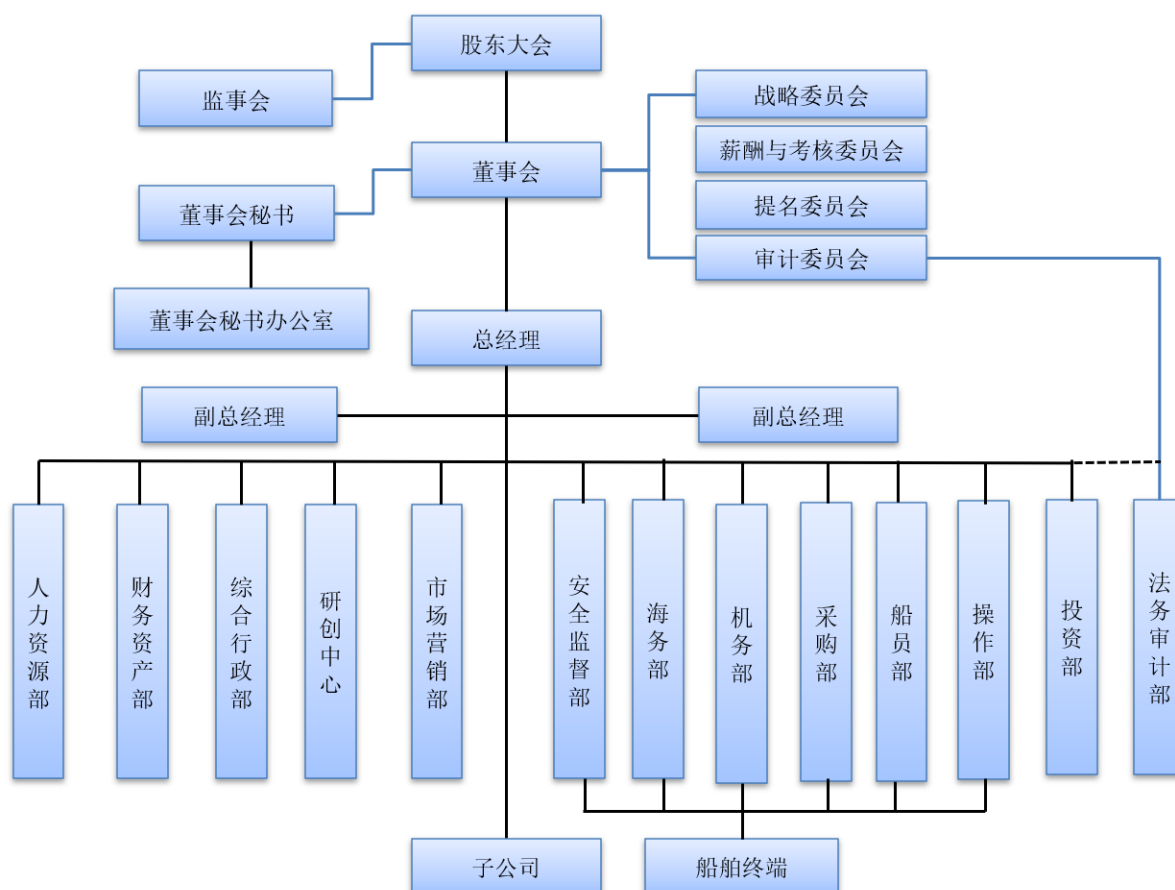 股东大会
监事会
战略委员会
薪酬与考核委员会
董事会
提名委员会
董事会秘书
审计委员会
董事会秘书办公室
总经理
副总经理
副总经理
人力资源部
财务资产部
综合行政部
研创中心
市场营销部
安全监督部
海务部
机务部
采购部
船员部
操作部
投资部
法务审计部
子公司
船舶终端